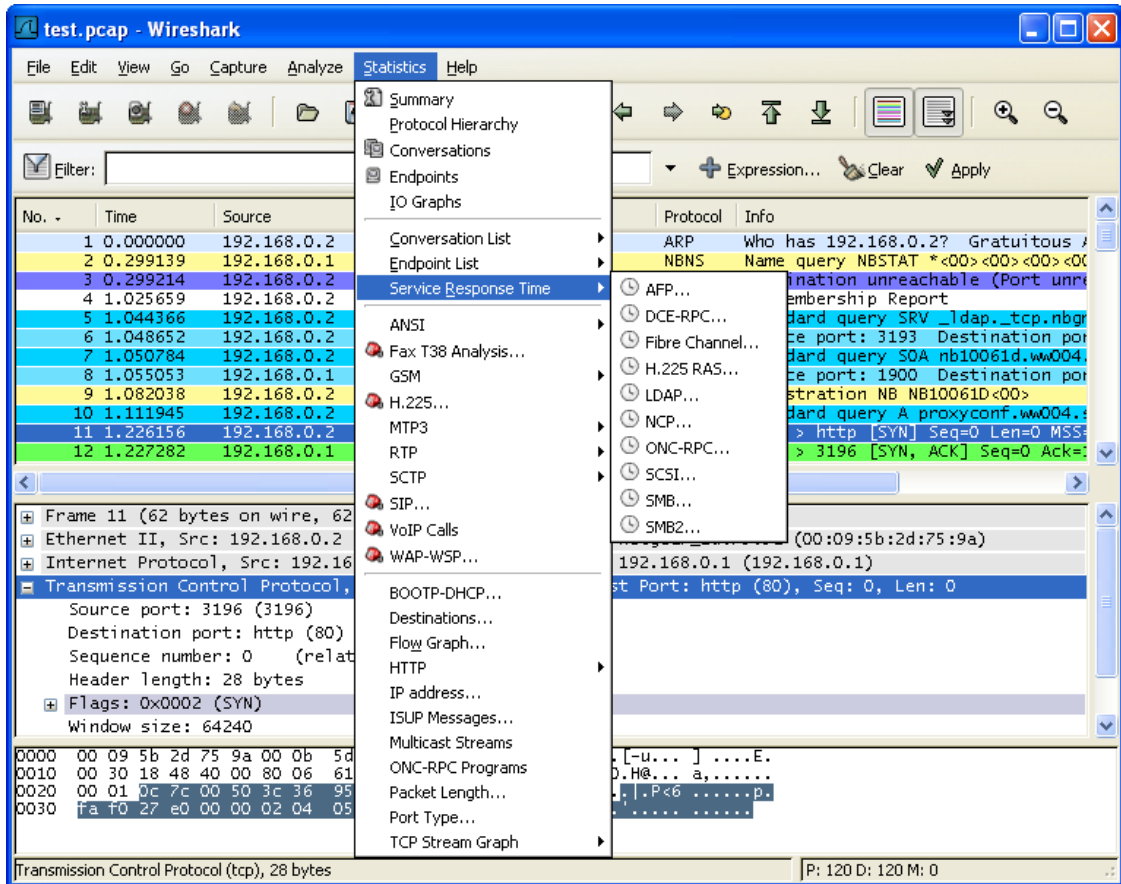 test.pcap - Wireshark
File Edit View Go Capture Analyze Statistics Help
Filter: Expression... Clear Apply
No. Time Source Protocol Info
1 0.000000 192.168.0.2 ARP Who has 192.168.0.2? Gratuitous
2 0.299139 192.168.0.1 NBNS Name query NBSTAT *<00><00><00><00
3 0.299214 192.168.0.2 ination unreachable (Port unre
4 1.025659 192.168.0.2 embership Report
5 1.044366 192.168.0.2 dard query SRV _ldap._tcp.nbgr
6 1.048652 192.168.0.2 ce port: 3193 Destination por
7 1.050784 192.168.0.2 dard query SOA nb10061d.ww004.
8 1.055053 192.168.0.1 ce port: 1900 Destination por
9 1.082038 192.168.0.2 stration NB NB10061D<00>
10 1.111945 192.168.0.2 dard query A proxyconf.ww004.s
11 1.226156 192.168.0.2 > http [SYN] Seq=0 Len=0 MSS=
12 1.227282 192.168.0.1 > 3196 [SYN, ACK] Seq=0 Ack=1
Summary
Protocol Hierarchy
Conversations
Endpoints
IO Graphs
Conversation List
Endpoint List
Service Response Time
ANSI
Fax T38 Analysis...
GSM
H.225...
MTP3
RTP
SCTP
SIP...
VoIP Calls
WAP-WSP...
BOOTP-DHCP...
Destinations...
Flow Graph...
HTTP
IP address...
ISUP Messages...
Multicast Streams
ONC-RPC Programs
Packet Length...
Port Type...
TCP Stream Graph
AFP...
DCE-RPC...
Fibre Channel...
H.225 RAS...
LDAP...
NCP...
ONC-RPC...
SCSI...
SMB...
SMB2...
Frame 11 (62 bytes on wire, 62
Ethernet II, Src: 192.168.0.2 (00:09:5b:2d:75:9a)
Internet Protocol, Src: 192.16 192.168.0.1 (192.168.0.1)
Transmission Control Protocol, st Port: http (80), Seq: 0, Len: 0
Source port: 3196 (3196)
Destination port: http (80)
Sequence number: 0 (relat
Header length: 28 bytes
Flags: 0x0002 (SYN)
Window size: 64240
0000 00 09 5b 2d 75 9a 00 0b 5d .[-u... ] ....E.
0010 00 30 18 48 40 00 80 06 61 0.H@... a,......
0020 00 01 0c 7c 00 50 3c 36 95 ...|.P<6 ......p.
0030 fa f0 27 e0 00 00 02 04 05 ..'..... ......
Transmission Control Protocol (tcp), 28 bytes P: 120 D: 120 M: 0